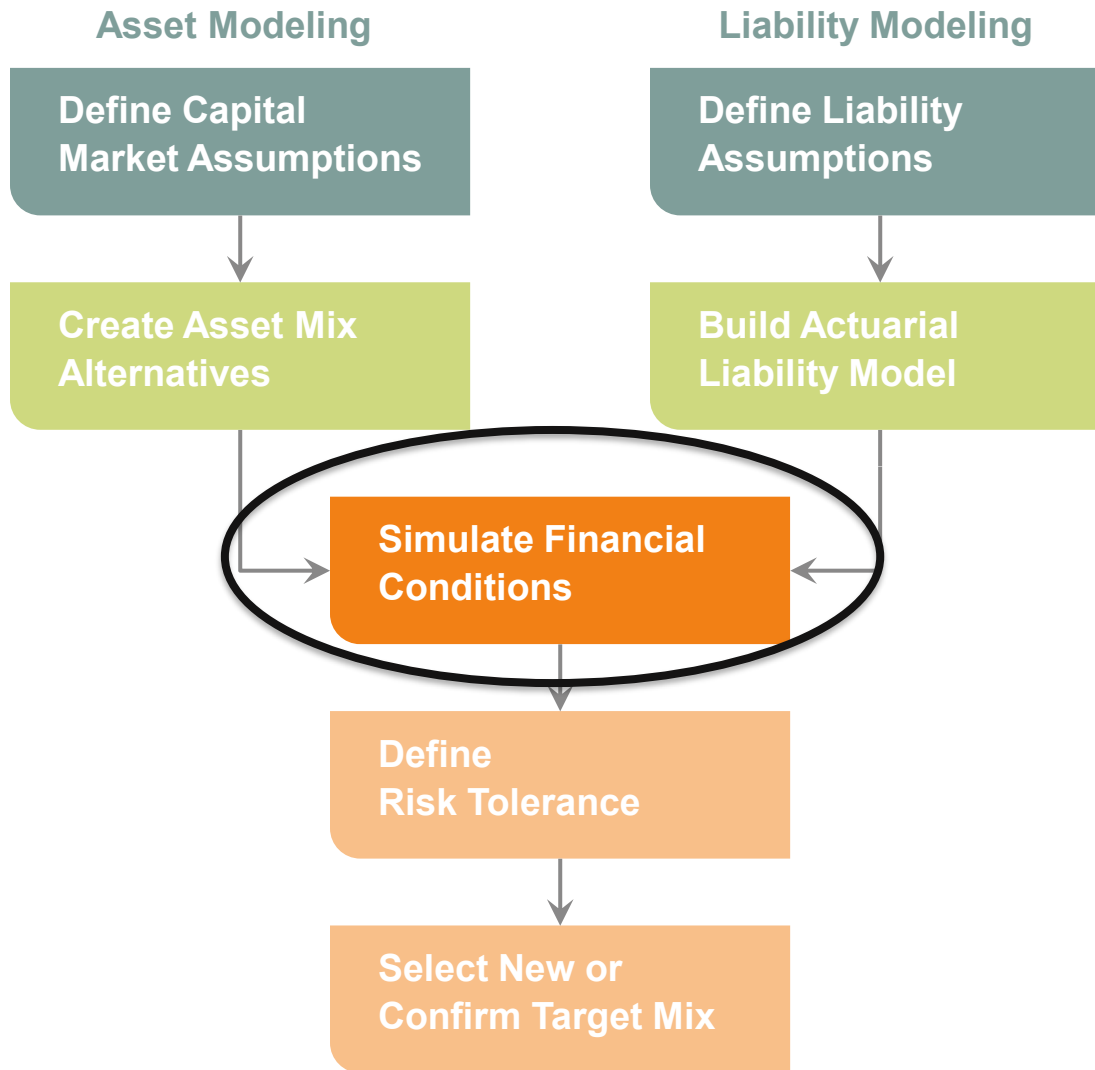 Asset Modeling
Liability Modeling
Define Capital
Market Assumptions
Define Liability
Assumptions
Create Asset Mix
Alternatives
Build Actuarial
Liability Model
Simulate Financial
Conditions
Define
Risk Tolerance
Select New or
Confirm Target Mix